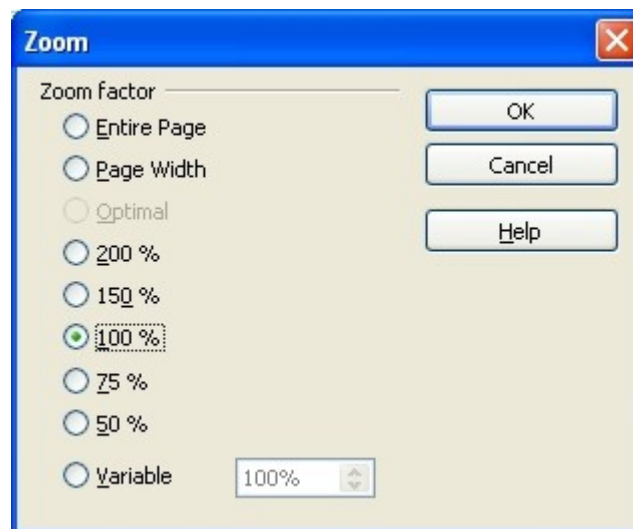 Zoom
Zoom factor
Entire Page
Page Width
Optimal
200 %
150 %
100 %
75 %
50 %
Variable
100%
OK
Cancel
Help